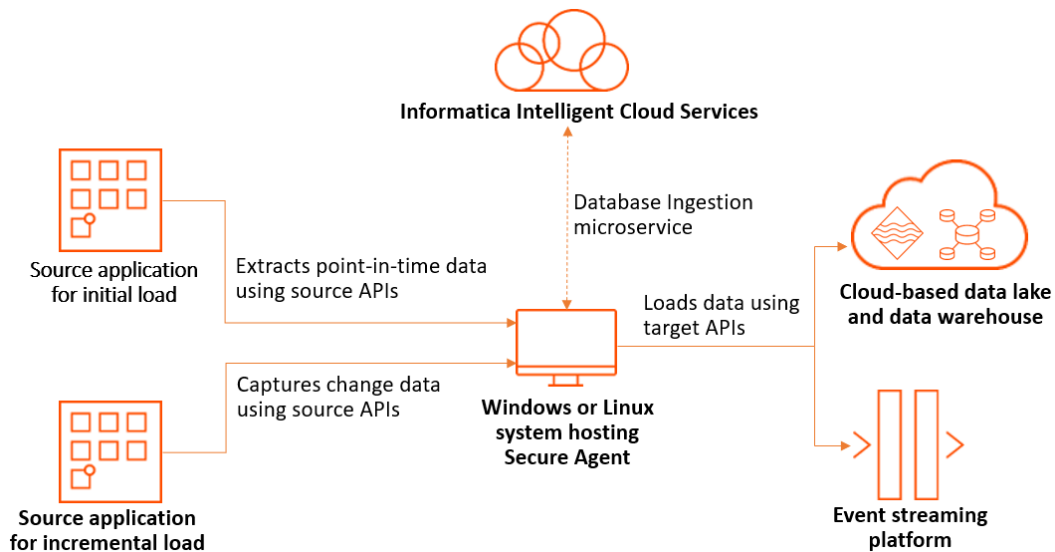 Informatica Intelligent Cloud Services
Database Ingestion
microservice
Source application
for initial load
Extracts point-in-time data
using source APIs
Loads data using
target APIs
Cloud-based data lake
and data warehouse
Captures change data
using source APIs
Windows or Linux
system hosting
Secure Agent
Source application
for incremental load
Event streaming
platform